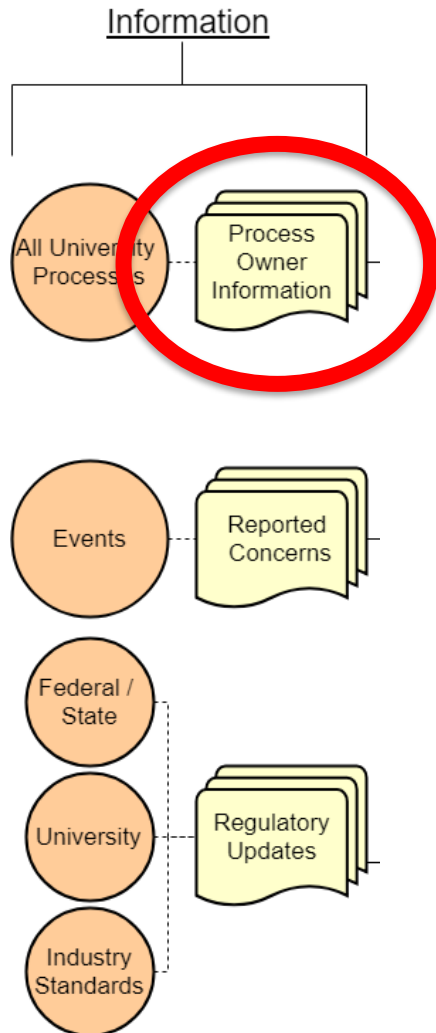 Information
All University
Processes
Process
Owner
Information
Events
Reported
Concerns
Federal /
State
University
Regulatory
Updates
Industry
Standards